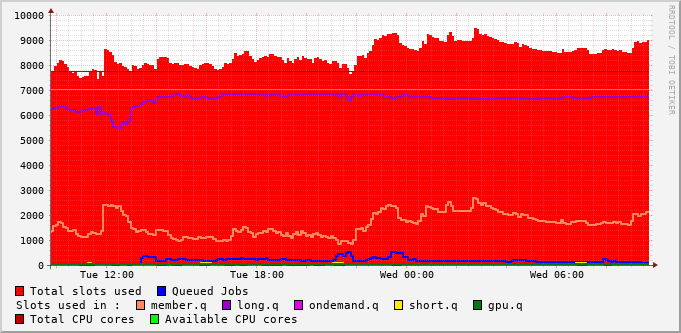 10000
9000
8000
7000
6000
5000
4000
3000
2000
1000
0
Tue 12:00 Tue 18:00 Wed 00:00 Wed 06:00
Total slots used Queued Jobs
Slots used in : member.q long.q ondemand.q short.q gpu.q
Total CPU cores Available CPU cores
RRDTOOL / TOBI OETIKER